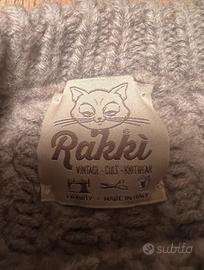 Rakkì
VINTAGE - CULT - KNITWEAR
MADE IN ITALY
subito